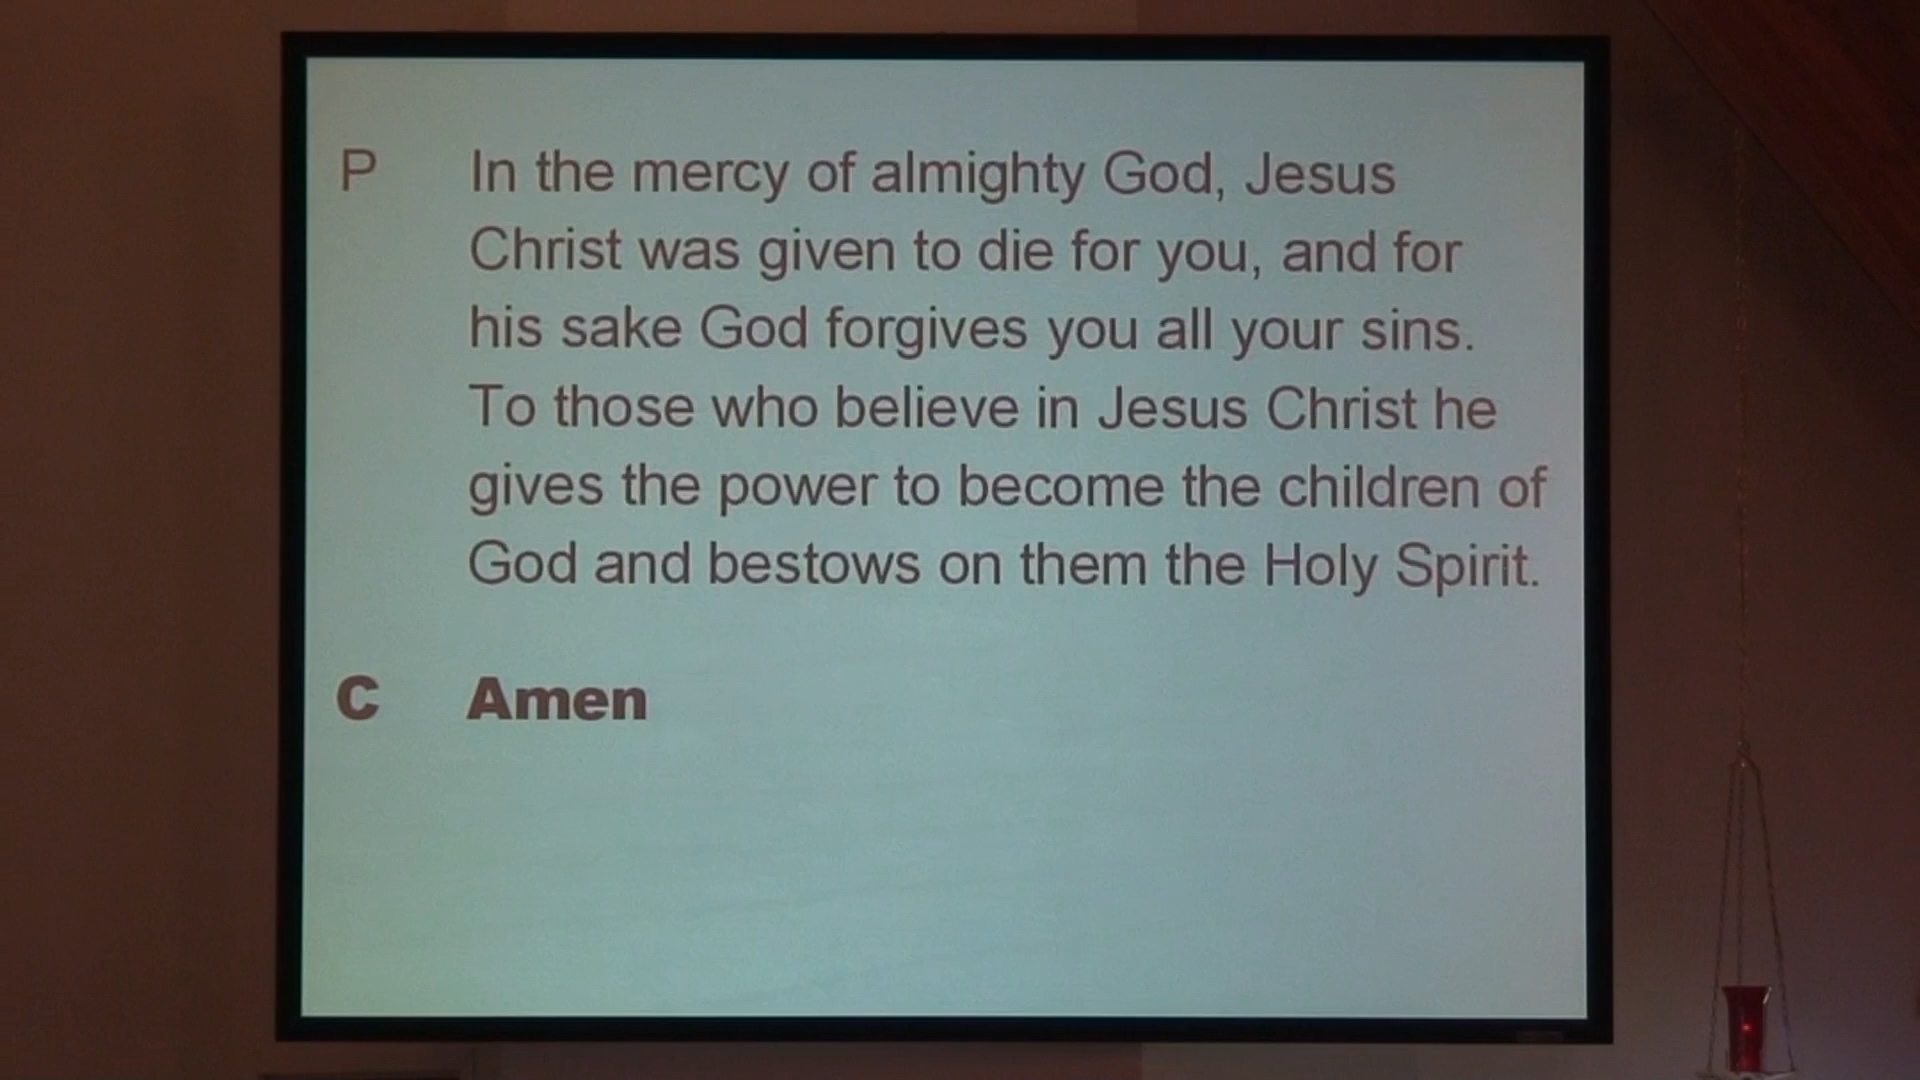 P In the mercy of almighty God, Jesus
Christ was given to die for you, and for
his sake God forgives you all your sins.
To those who believe in Jesus Christ he
gives the power to become the children of
God and bestows on them the Holy Spirit.
C Amen